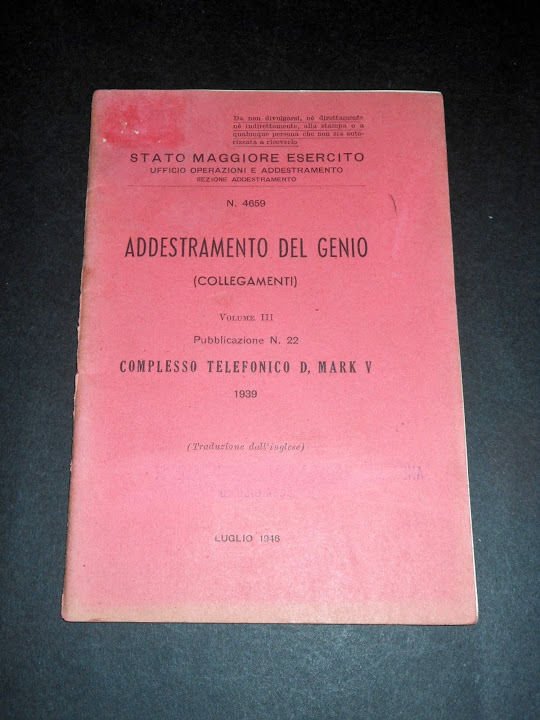 Da non divulgarsi, nè direttamente
nè indirettamente, alla stampa o a
qualunque persona che non sia auto-
rizzata a riceverlo
STATO MAGGIORE ESERCITO
UFFICIO OPERAZIONI E ADDESTRAMENTO
SEZIONE ADDESTRAMENTO
N. 4659
ADDESTRAMENTO DEL GENIO
(COLLEGAMENTI)
VOLUME III
Pubblicazione N. 22
COMPLESSO TELEFONICO D, MARK V
1939
(Traduzione dall'inglese)
LUGLIO 1948